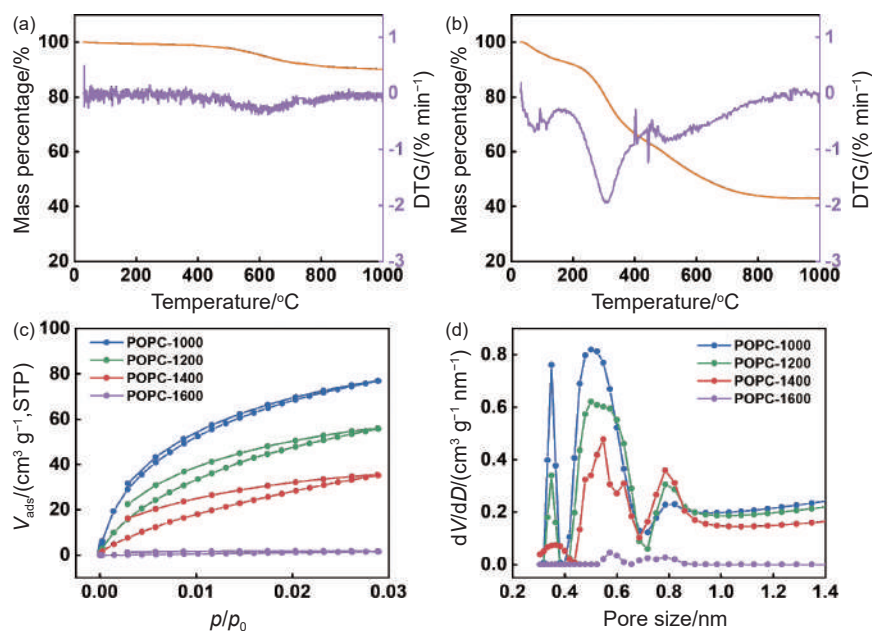 (a)
100
80
60
40
20
Mass percentage/%
0 200 400 600 800 1000
Temperature/°C
1
0
-1
-2
-3
DTG/(% min⁻¹)
(b)
100
80
60
40
20
Mass percentage/%
0 200 400 600 800 1000
Temperature/°C
1
0
-1
-2
-3
DTG/(% min⁻¹)
(c)
100
80
60
40
20
0
V_ads/(cm³ g⁻¹,STP)
POPC-1000
POPC-1200
POPC-1400
POPC-1600
0.00 0.01 0.02 0.03
p/p₀
(d)
0.8
0.6
0.4
0.2
0.0
dV/dD/(cm³ g⁻¹ nm⁻¹)
POPC-1000
POPC-1200
POPC-1400
POPC-1600
0.2 0.4 0.6 0.8 1.0 1.2 1.4
Pore size/nm